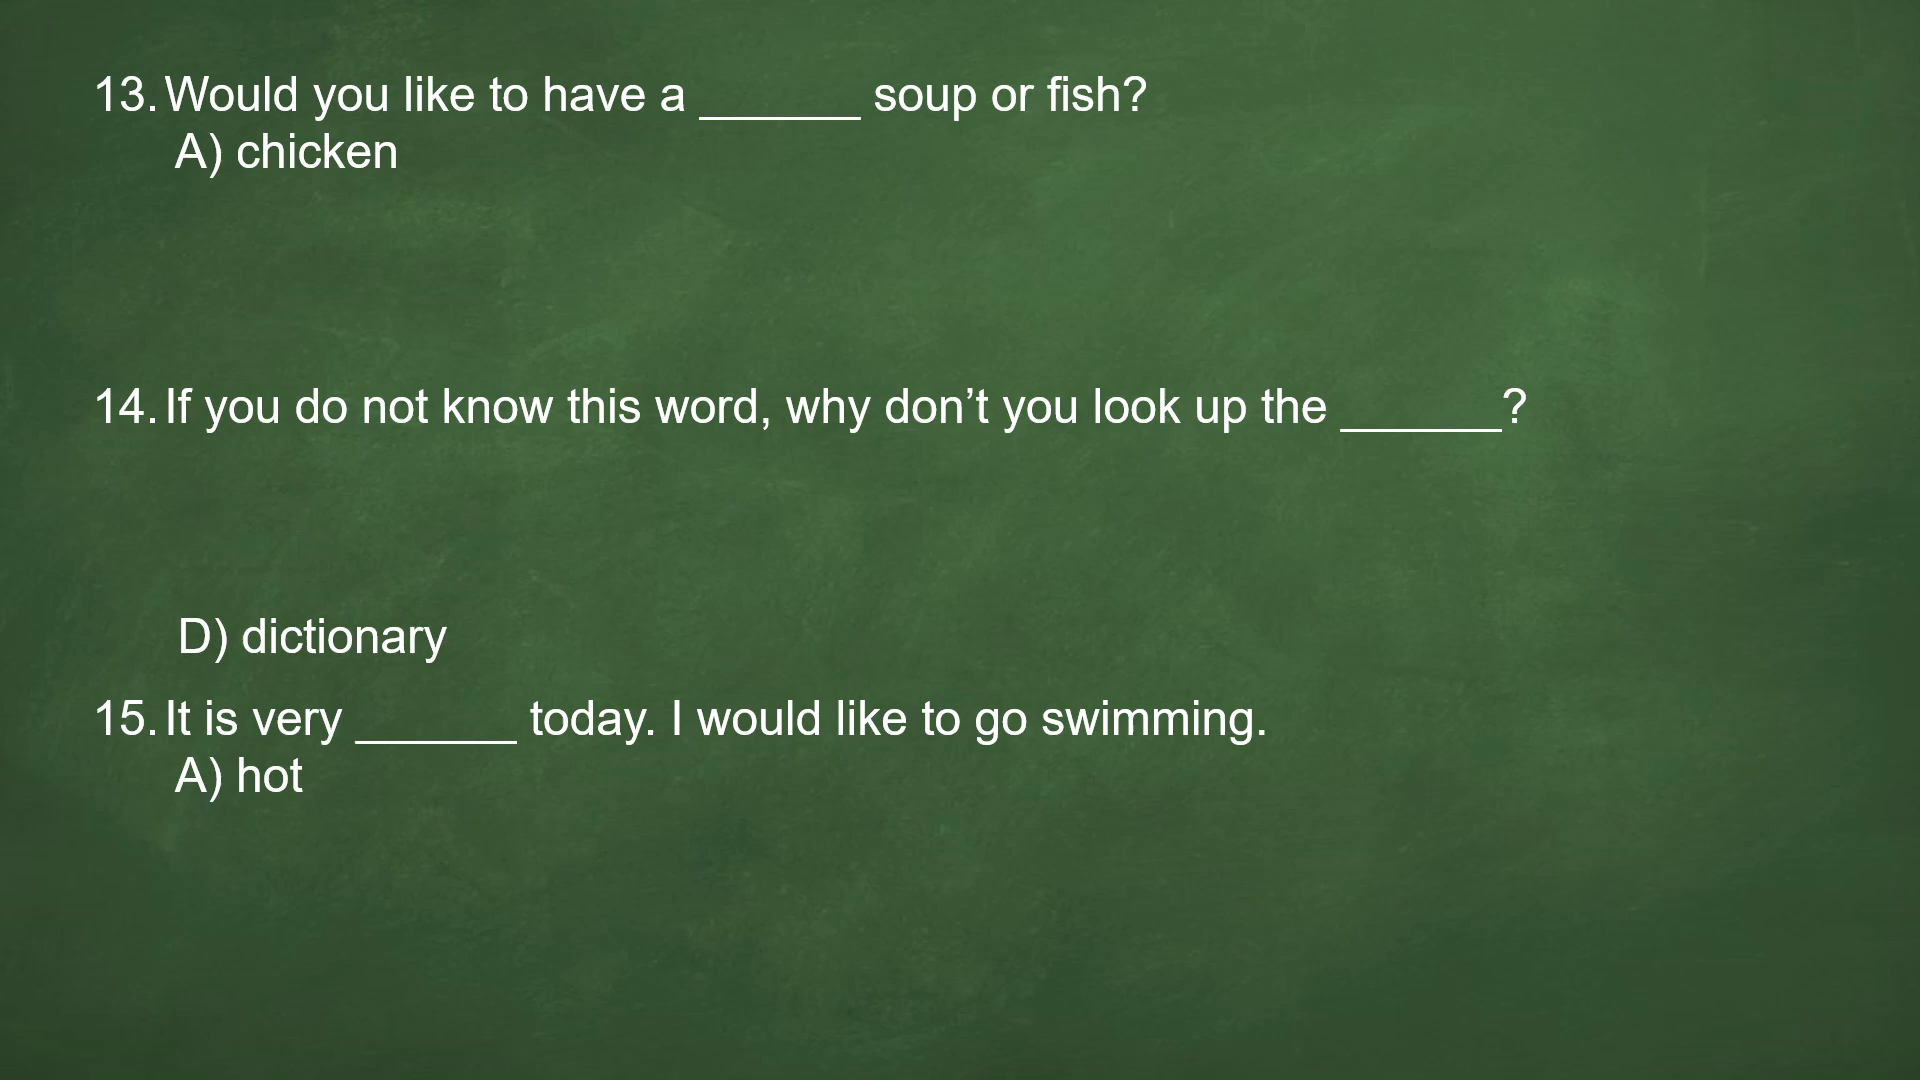 13. Would you like to have a ______ soup or fish?
A) chicken
14. If you do not know this word, why don’t you look up the ______?
D) dictionary
15. It is very ______ today. I would like to go swimming.
A) hot